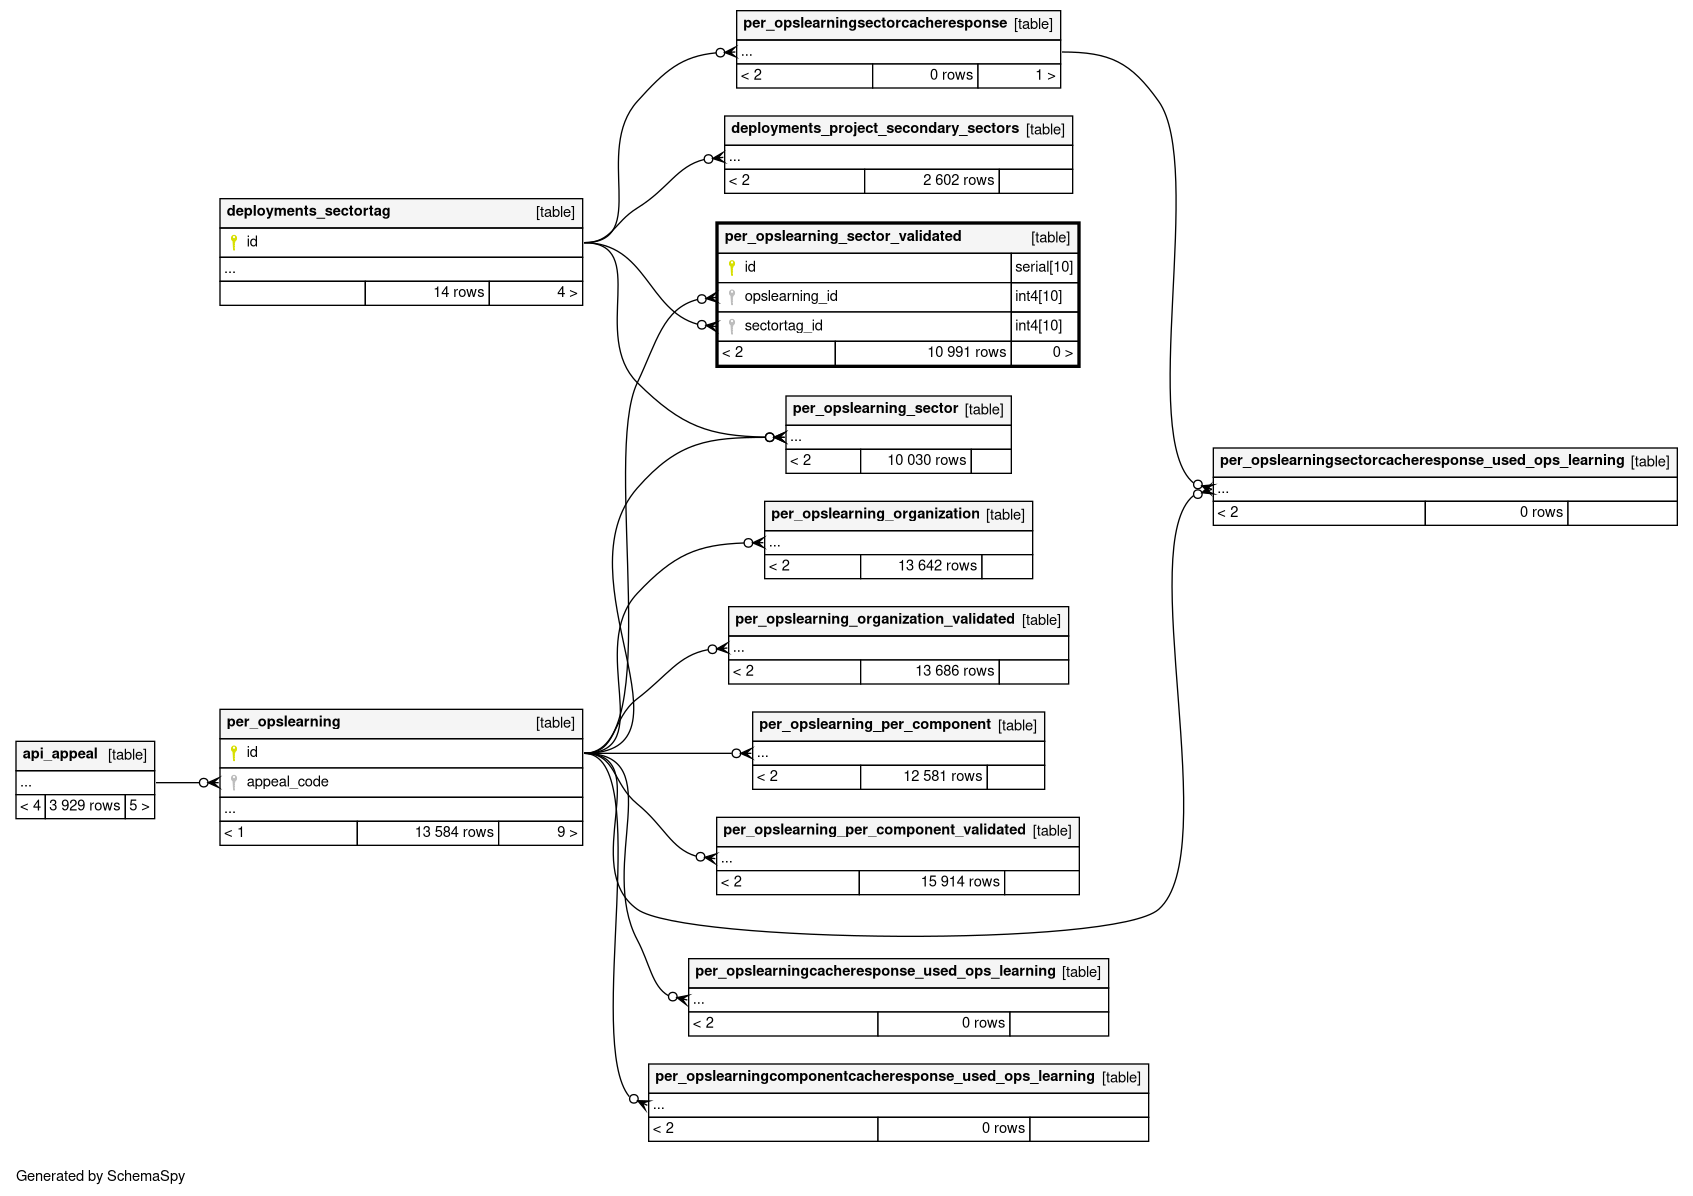 per_opslearningsectorcacheresponse [table]
...
< 2 0 rows 1 >
deployments_project_secondary_sectors [table]
...
< 2 2 602 rows
deployments_sectortag [table]
id
...
14 rows 4 >
per_opslearning_sector_validated [table]
id serial[10]
opslearning_id int4[10]
sectortag_id int4[10]
< 2 10 991 rows 0 >
per_opslearning_sector [table]
...
< 2 10 030 rows
per_opslearningsectorcacheresponse_used_ops_learning [table]
...
< 2 0 rows
per_opslearning_organization [table]
...
< 2 13 642 rows
per_opslearning_organization_validated [table]
...
< 2 13 686 rows
per_opslearning [table]
id
appeal_code
...
< 1 13 584 rows 9 >
api_appeal [table]
...
< 4 3 929 rows 5 >
per_opslearning_per_component [table]
...
< 2 12 581 rows
per_opslearning_per_component_validated [table]
...
< 2 15 914 rows
per_opslearningcacheresponse_used_ops_learning [table]
...
< 2 0 rows
per_opslearningcomponentcacheresponse_used_ops_learning [table]
...
< 2 0 rows
Generated by SchemaSpy